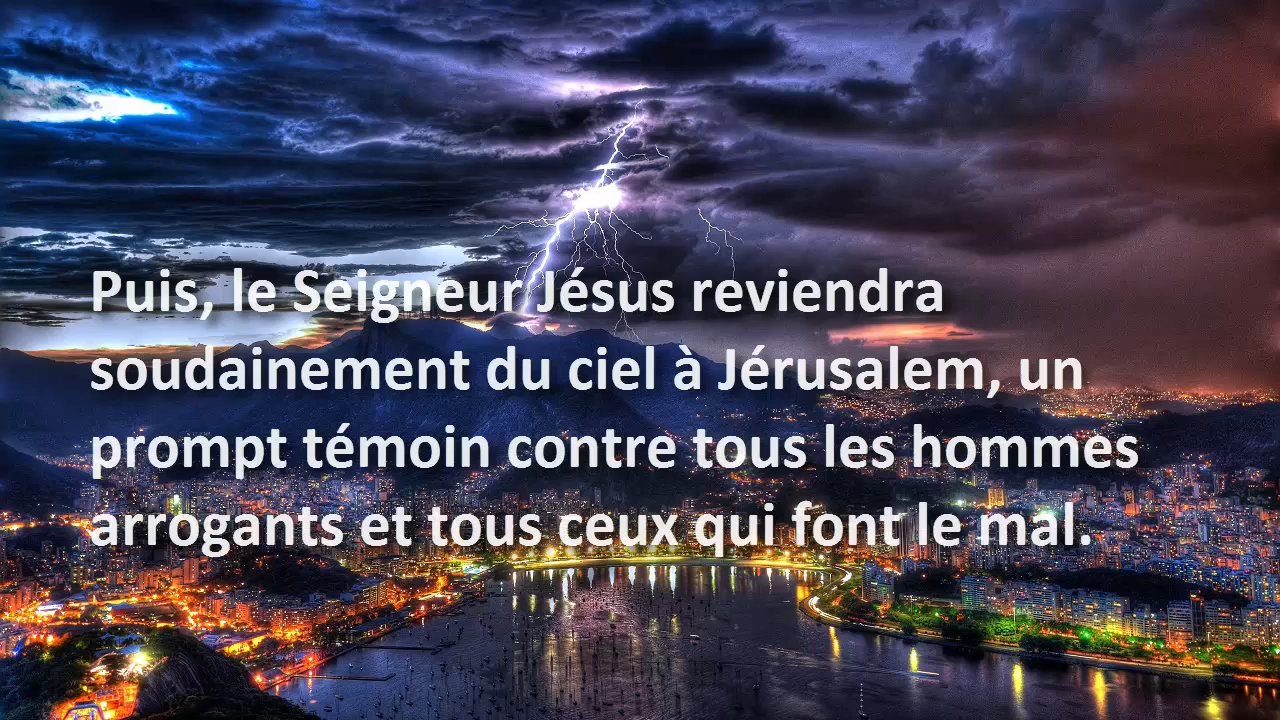 Puis, le Seigneur Jésus reviendra
soudainement du ciel à Jérusalem, un
prompt témoin contre tous les hommes
arrogants et tous ceux qui font le mal.